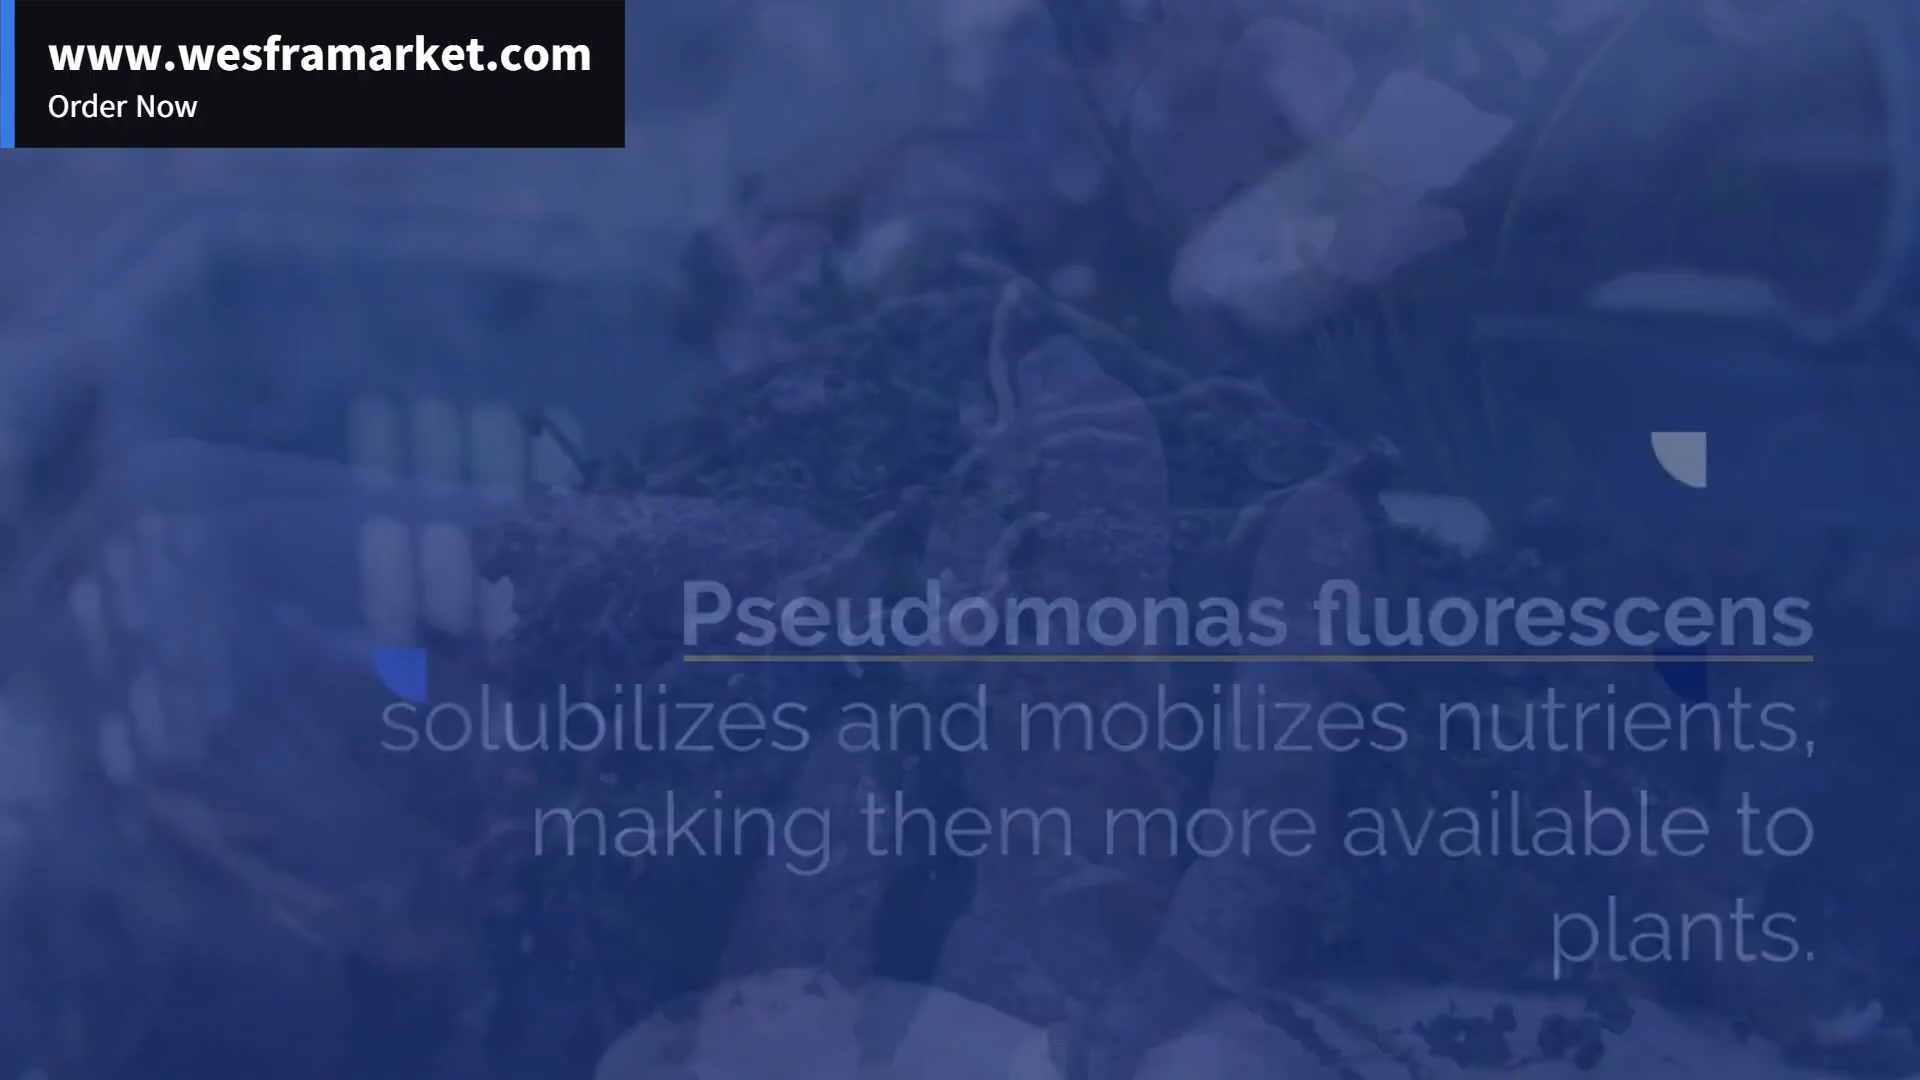 www.wesframarket.com
Order Now
Pseudomonas fluorescens
solubilizes and mobilizes nutrients,
making them more available to
plants.